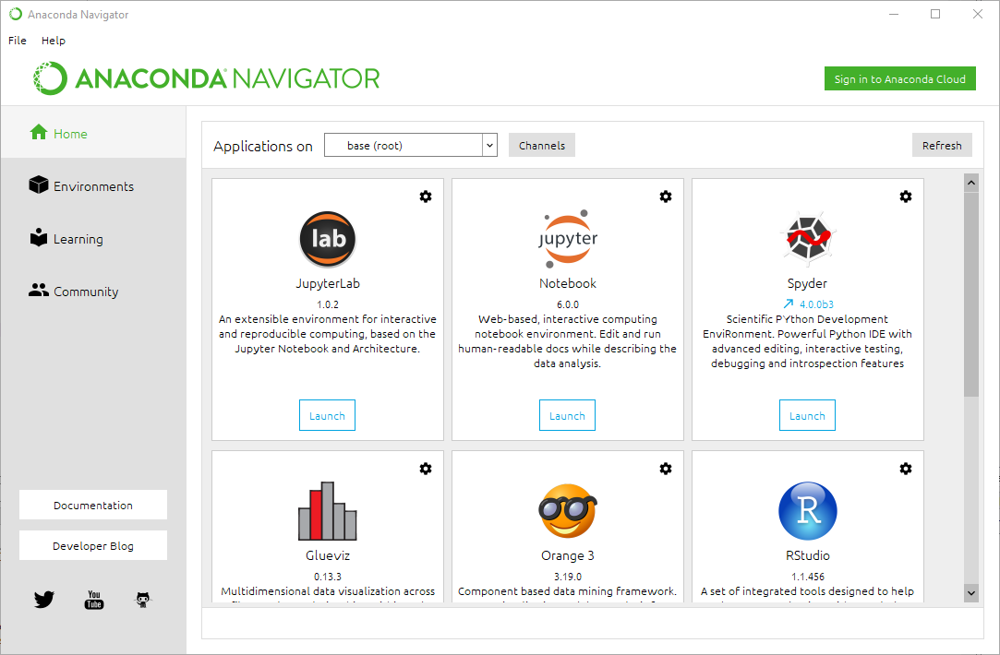 Anaconda Navigator
File Help
ANACONDA NAVIGATOR
Sign in to Anaconda Cloud
Home
Environments
Learning
Community
Documentation
Developer Blog
You
Tube
Applications on base (root) Channels Refresh
lab
JupyterLab
1.0.2
An extensible environment for interactive
and reproducible computing, based on the
Jupyter Notebook and Architecture.
Launch
jupyter
Notebook
6.0.0
Web-based, interactive computing
notebook environment. Edit and run
human-readable docs while describing the
data analysis.
Launch
Spyder
4.0.0b3
Scientific PYthon Development
EnviRonment. Powerful Python IDE with
advanced editing, interactive testing,
debugging and introspection features
Launch
Glueviz
0.13.3
Multidimensional data visualization across
Orange 3
3.19.0
Component based data mining framework.
R
RStudio
1.1.456
A set of integrated tools designed to help